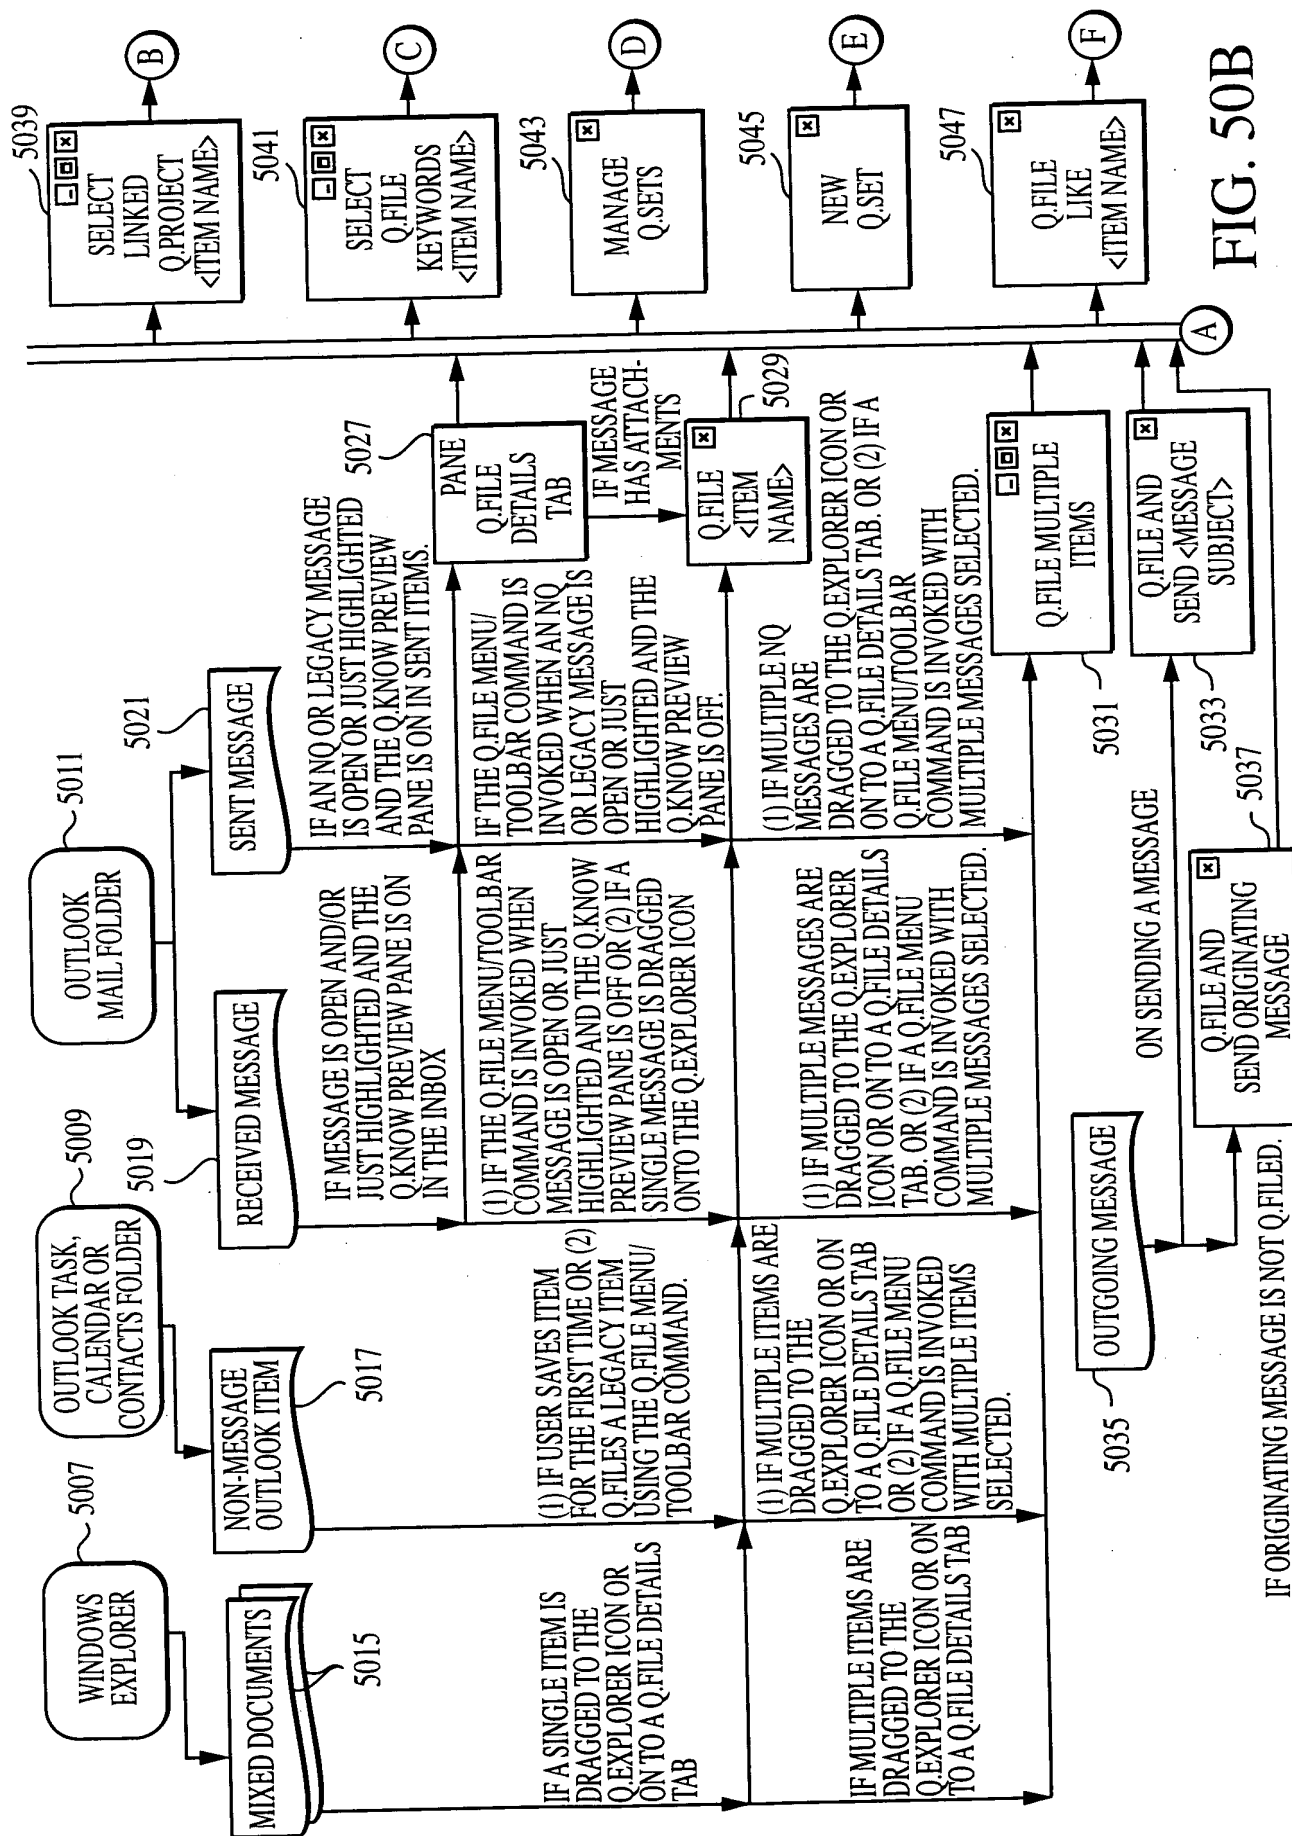 5007
WINDOWS
EXPLORER
5009
OUTLOOK TASK,
CALENDAR OR
CONTACTS FOLDER
5011
OUTLOOK
MAIL FOLDER
MIXED DOCUMENTS
5015
NON-MESSAGE
OUTLOOK ITEM
5017
RECEIVED MESSAGE
5019
SENT MESSAGE
5021
IF A SINGLE ITEM IS
DRAGGED TO THE
Q.EXPLORER ICON OR
ON TO A Q.FILE DETAILS
TAB
(1) IF USER SAVES ITEM
FOR THE FIRST TIME OR (2)
Q.FILES A LEGACY ITEM
USING THE Q.FILE MENU/
TOOLBAR COMMAND.
IF MESSAGE IS OPEN AND/OR
JUST HIGHLIGHTED AND THE
Q.KNOW PREVIEW PANE IS ON
IN THE INBOX
(1) IF THE Q.FILE MENU/TOOLBAR
COMMAND IS INVOKED WHEN
MESSAGE IS OPEN OR JUST
HIGHLIGHTED AND THE Q.KNOW
PREVIEW PANE IS OFF OR (2) IF A
SINGLE MESSAGE IS DRAGGED
ONTO THE Q.EXPLORER ICON
IF AN NQ OR LEGACY MESSAGE
IS OPEN OR JUST HIGHLIGHTED
AND THE Q.KNOW PREVIEW
PANE IS ON IN SENT ITEMS.
IF THE Q.FILE MENU/
TOOLBAR COMMAND IS
INVOKED WHEN AN NQ
OR LEGACY MESSAGE IS
OPEN OR JUST
HIGHLIGHTED AND THE
Q.KNOW PREVIEW
PANE IS OFF.
IF MULTIPLE ITEMS ARE
DRAGGED TO THE
Q.EXPLORER ICON OR ON
TO A Q.FILE DETAILS TAB
(1) IF MULTIPLE ITEMS ARE
DRAGGED TO THE
Q.EXPLORER ICON OR ON
TO A Q.FILE DETAILS TAB
OR (2) IF A Q.FILE MENU
COMMAND IS INVOKED
WITH MULTIPLE ITEMS
SELECTED.
(1) IF MULTIPLE MESSAGES ARE
DRAGGED TO THE Q.EXPLORER
ICON OR ON TO A Q.FILE DETAILS
TAB. OR (2) IF A Q.FILE MENU
COMMAND IS INVOKED WITH
MULTIPLE MESSAGES SELECTED.
(1) IF MULTIPLE NQ
MESSAGES ARE
DRAGGED TO THE Q.EXPLORER ICON OR
ON TO A Q.FILE DETAILS TAB. OR (2) IF A
Q.FILE MENU/TOOLBAR
COMMAND IS INVOKED WITH
MULTIPLE MESSAGES SELECTED.
5027
PANE
Q.FILE
DETAILS
TAB
IF MESSAGE
HAS ATTACH-
MENTS
5029
Q.FILE
<ITEM
NAME>
Q.FILE MULTIPLE
ITEMS
5031
OUTGOING MESSAGE
5035
ON SENDING A MESSAGE
Q.FILE AND
SEND <MESSAGE
SUBJECT>
5033
Q.FILE AND
SEND ORIGINATING
MESSAGE
5037
IF ORIGINATING MESSAGE IS NOT Q.FILED.
A
5039
SELECT
LINKED
Q.PROJECT
<ITEM NAME>
B
5041
SELECT
Q.FILE
KEYWORDS
<ITEM NAME>
C
5043
MANAGE
Q.SETS
D
5045
NEW
Q.SET
E
5047
Q.FILE
LIKE
<ITEM NAME>
F
FIG. 50B